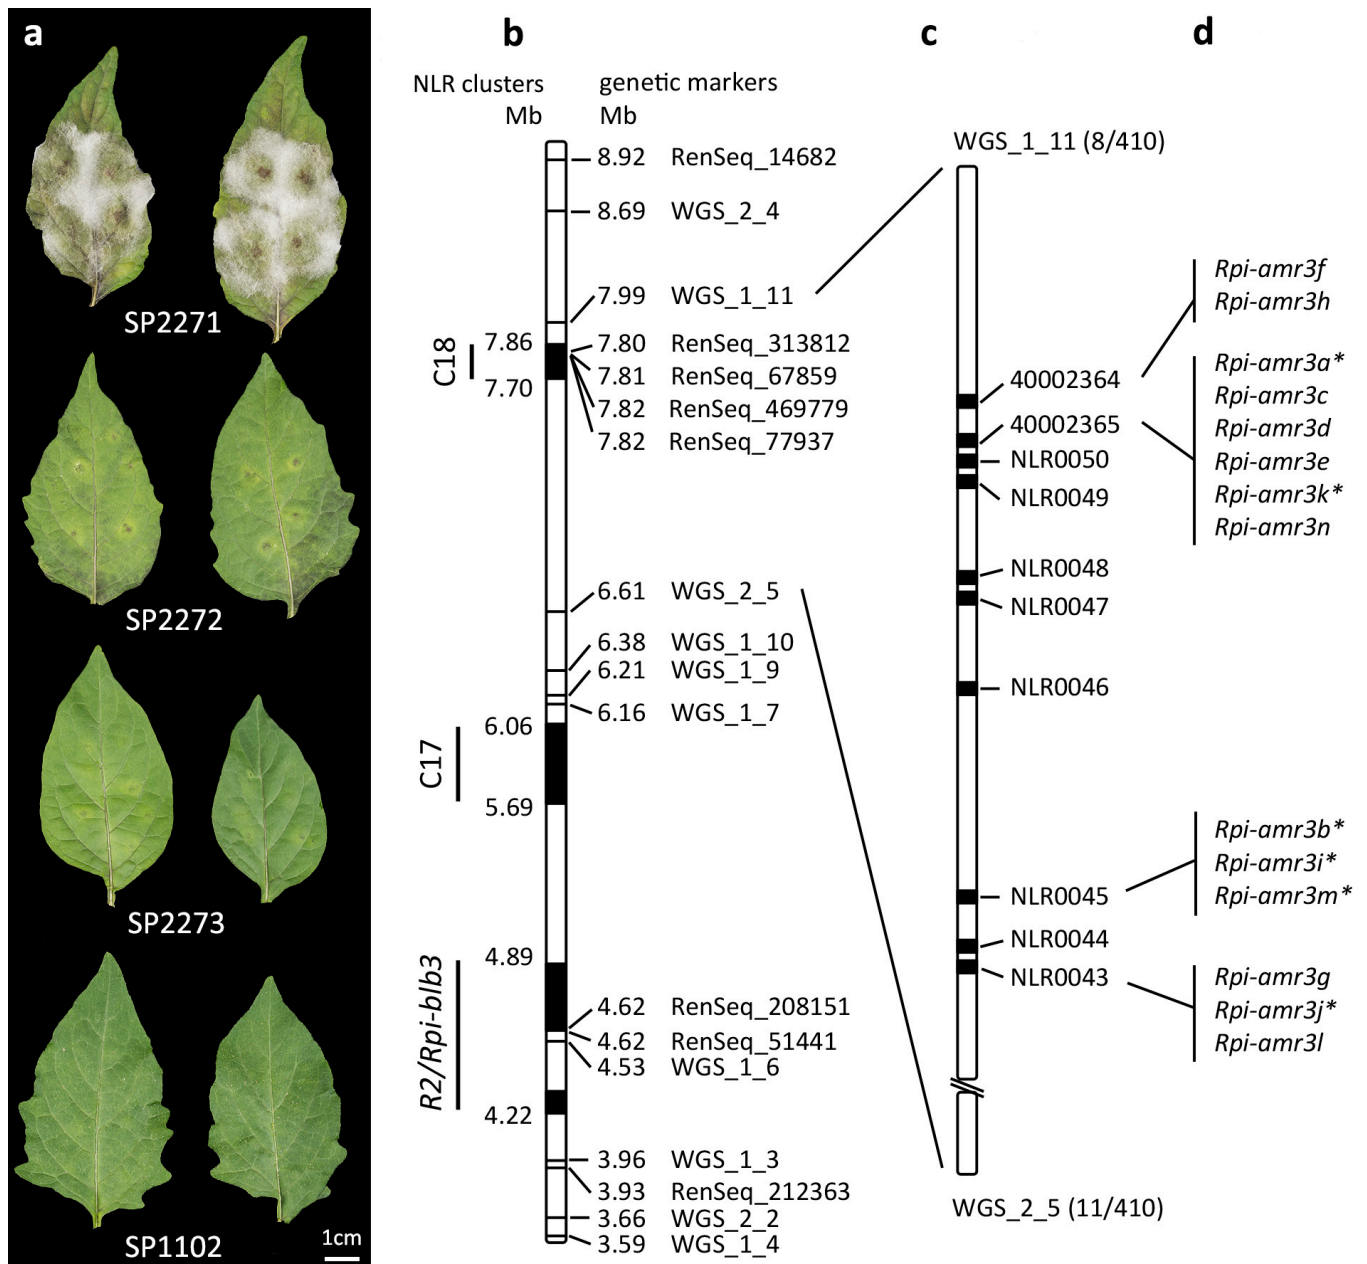 a
SP2271
SP2272
SP2273
SP1102
1cm
b
NLR clusters
Mb
genetic markers
Mb
8.92 RenSeq_14682
8.69 WGS_2_4
7.99 WGS_1_11
C18
7.86
7.70
7.80 RenSeq_313812
7.81 RenSeq_67859
7.82 RenSeq_469779
7.82 RenSeq_77937
6.61 WGS_2_5
6.38 WGS_1_10
6.21 WGS_1_9
6.16 WGS_1_7
C17
6.06
5.69
R2/Rpi-blb3
4.89
4.22
4.62 RenSeq_208151
4.62 RenSeq_51441
4.53 WGS_1_6
3.96 WGS_1_3
3.93 RenSeq_212363
3.66 WGS_2_2
3.59 WGS_1_4
c
WGS_1_11 (8/410)
40002364
40002365
NLR0050
NLR0049
NLR0048
NLR0047
NLR0046
NLR0045
NLR0044
NLR0043
WGS_2_5 (11/410)
d
Rpi-amr3f
Rpi-amr3h
Rpi-amr3a*
Rpi-amr3c
Rpi-amr3d
Rpi-amr3e
Rpi-amr3k*
Rpi-amr3n
Rpi-amr3b*
Rpi-amr3i*
Rpi-amr3m*
Rpi-amr3g
Rpi-amr3j*
Rpi-amr3l